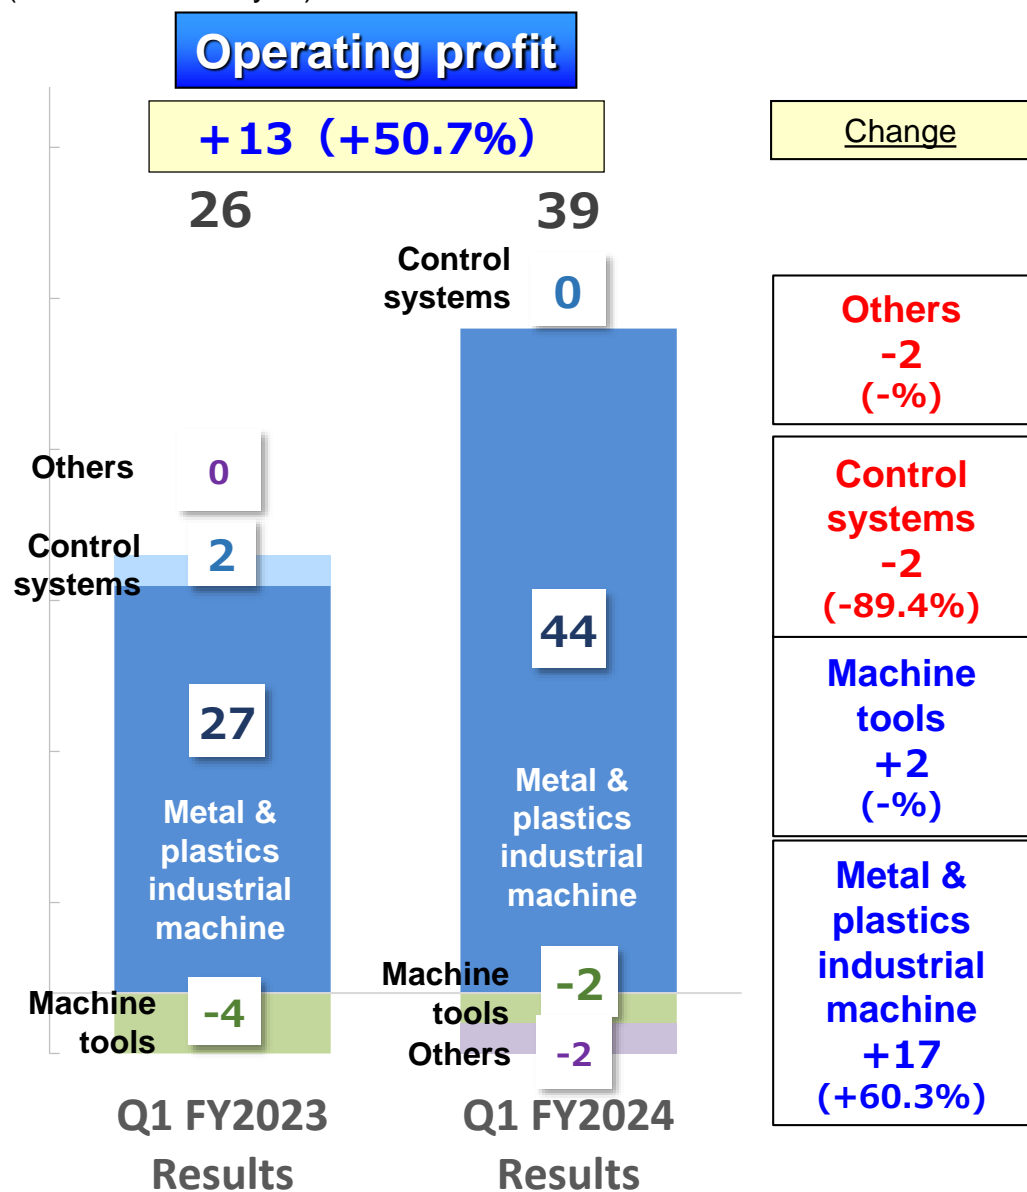 Operating profit
+13 (+50.7%)
Change
26
39
Control
systems
0
Others
0
Control
systems
2
27
Metal &
plastics
industrial
machine
Machine
tools
-4
44
Metal &
plastics
industrial
machine
Machine
tools
-2
Others
-2
Q1 FY2023
Results
Q1 FY2024
Results
Others
-2
(-%)
Control
systems
-2
(-89.4%)
Machine
tools
+2
(-%)
Metal &
plastics
industrial
machine
+17
(+60.3%)